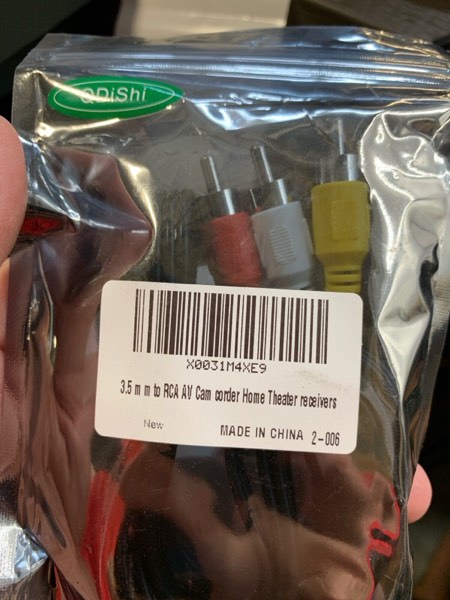 QDiShi
X0031M4XE9
3.5 m m to RCA AV Cam corder Home Theater receivers
New
MADE IN CHINA 2-006